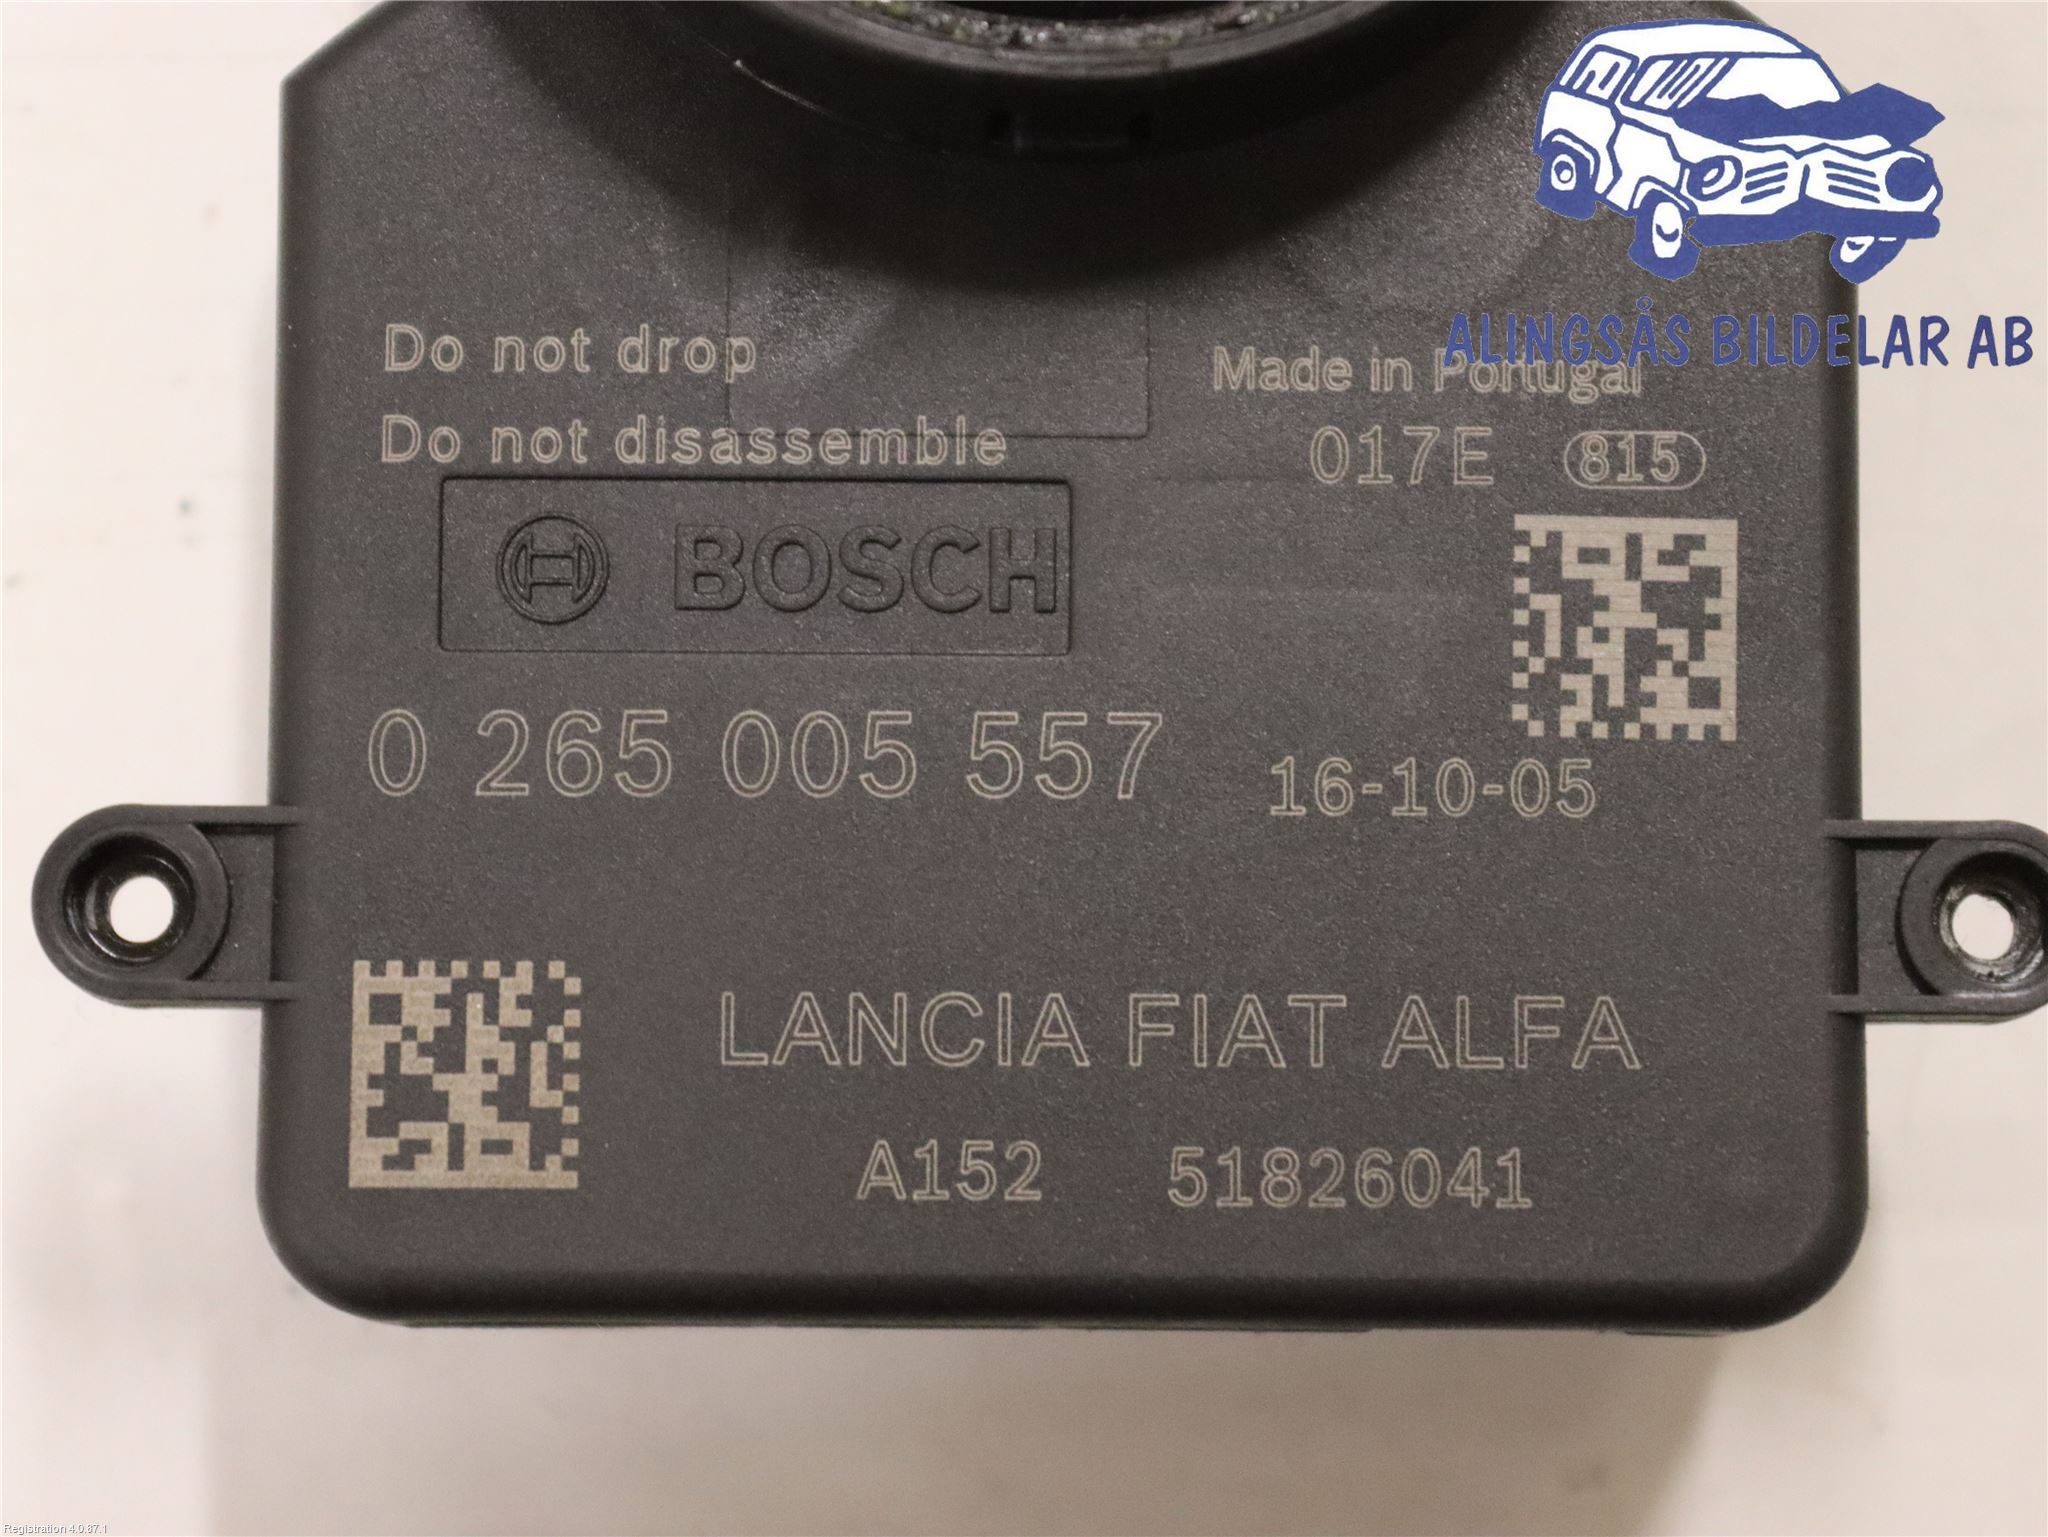 ALINGSÅS BILDELAR AB
Do not drop
Do not disassemble
Made in Portugal
017E 815
BOSCH
0 265 005 557
16-10-05
LANCIA FIAT ALFA
A152 51826041
Registration 4.0.87.1